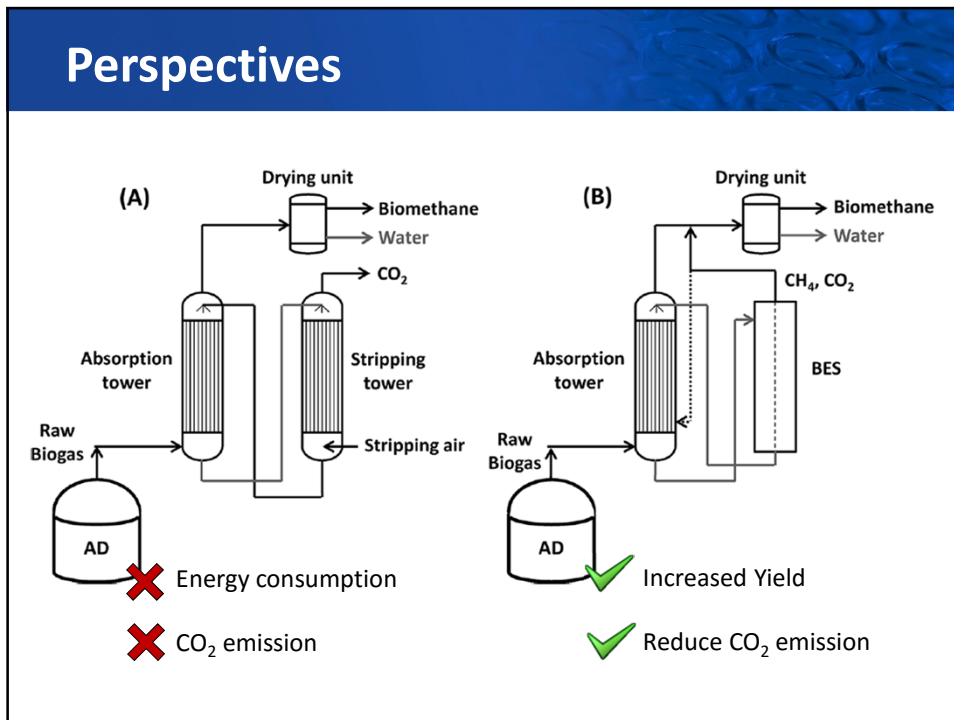 Perspectives
(A)
Drying unit
Biomethane
Water
CO₂
Absorption
tower
Stripping
tower
Raw
Biogas
Stripping air
AD
Energy consumption
CO₂ emission
(B)
Drying unit
Biomethane
Water
CH₄, CO₂
Absorption
tower
BES
Raw
Biogas
AD
Increased Yield
Reduce CO₂ emission